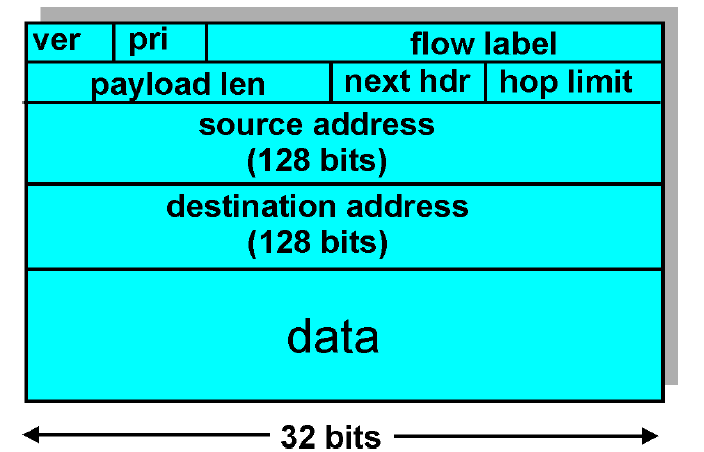 ver pri flow label
payload len next hdr hop limit
source address
(128 bits)
destination address
(128 bits)
data
32 bits